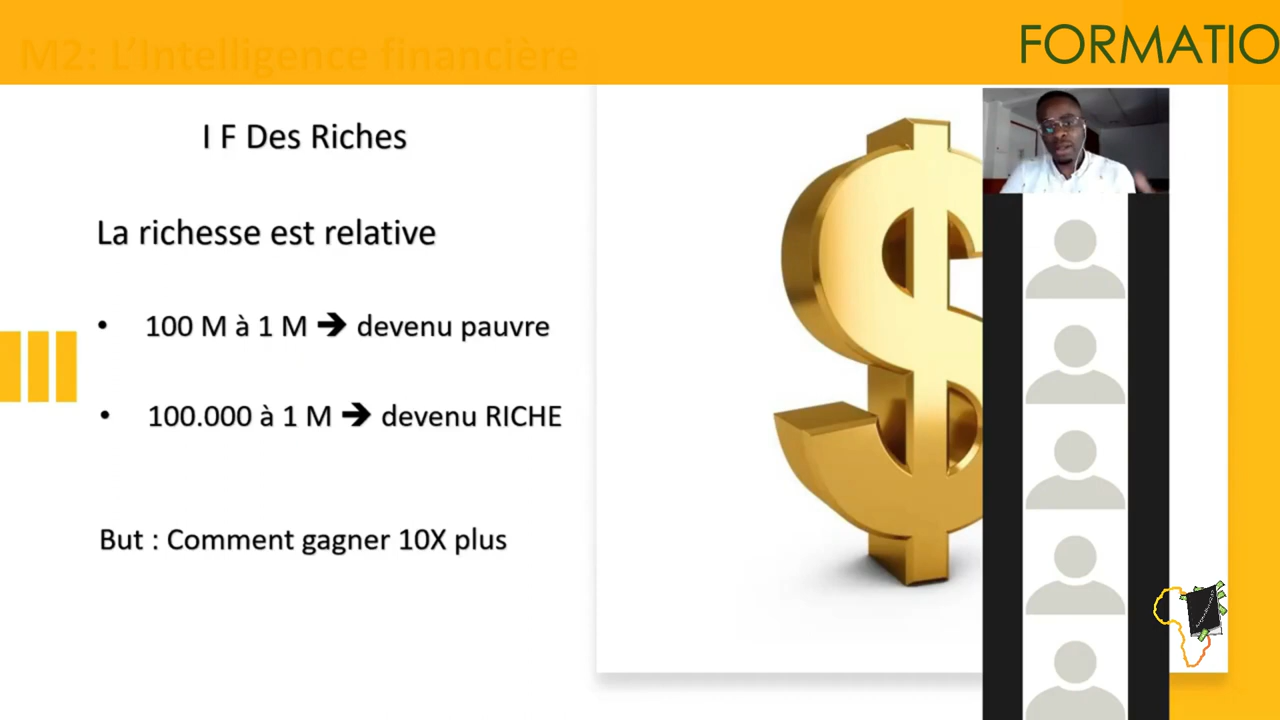 M2: L'Intelligence financière
FORMATIO
I F Des Riches
La richesse est relative
• 100 M à 1 M ➔ devenu pauvre
• 100.000 à 1 M ➔ devenu RICHE
But : Comment gagner 10X plus